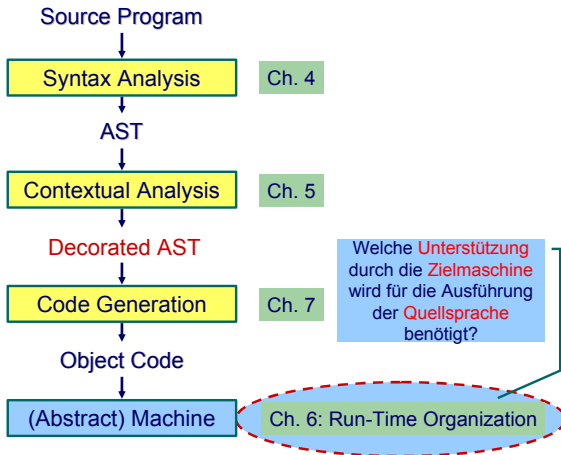 Source Program
Syntax Analysis
Ch. 4
AST
Contextual Analysis
Ch. 5
Decorated AST
Welche Unterstützung
durch die Zielmaschine
wird für die Ausführung
der Quellsprache
benötigt?
Code Generation
Ch. 7
Object Code
(Abstract) Machine
Ch. 6: Run-Time Organization